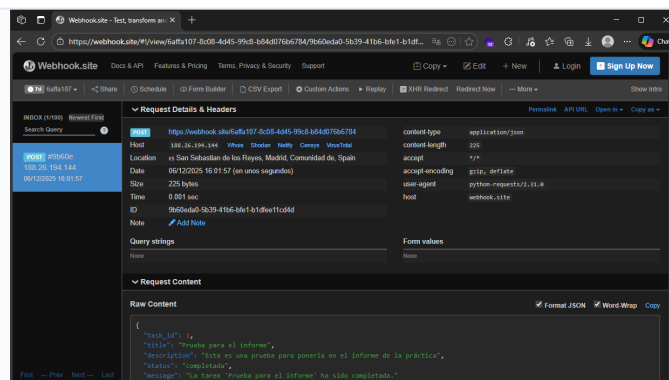 Webhook.site - Test, transform and
https://webhook.site/#!/view/6affa107-8c08-4d45-99c8-b84d076b6784/9b60eda0-5b39-41b6-bfe1-b1df...
Webhook.site Docs & API Features & Pricing Terms, Privacy & Security Support Copy Edit + New Login Sign Up Now
7d 6affa107 Share Schedule Form Builder CSV Export Custom Actions Replay XHR Redirect Redirect Now More Show Intro
INBOX (1/100) Newest First
Search Query
POST #9b60e
188.26.194.144
06/12/2025 16:01:57
First ← Prev Next → Last
Request Details & Headers Permalink API URL Open in Copy as
POST https://webhook.site/6affa107-8c08-4d45-99c8-b84d076b6784
Host 188.26.194.144 Whois Shodan Netify Censys VirusTotal
Location ES San Sebastian de los Reyes, Madrid, Comunidad de, Spain
Date 06/12/2025 16:01:57 (en unos segundos)
Size 225 bytes
Time 0.001 sec
ID 9b60eda0-5b39-41b6-bfe1-b1dfee11cd4d
Note Add Note
content-type application/json
content-length 225
accept */*
accept-encoding gzip, deflate
user-agent python-requests/2.31.0
host webhook.site
Query strings
None
Form values
None
Request Content
Raw Content Format JSON Word-Wrap Copy
{
"task_id": 3,
"title": "Prueba para el informe",
"description": "Esta es una prueba para ponerla en el informe de la práctica",
"status": "completada",
"message": "La tarea 'Prueba para el informe' ha sido completada."